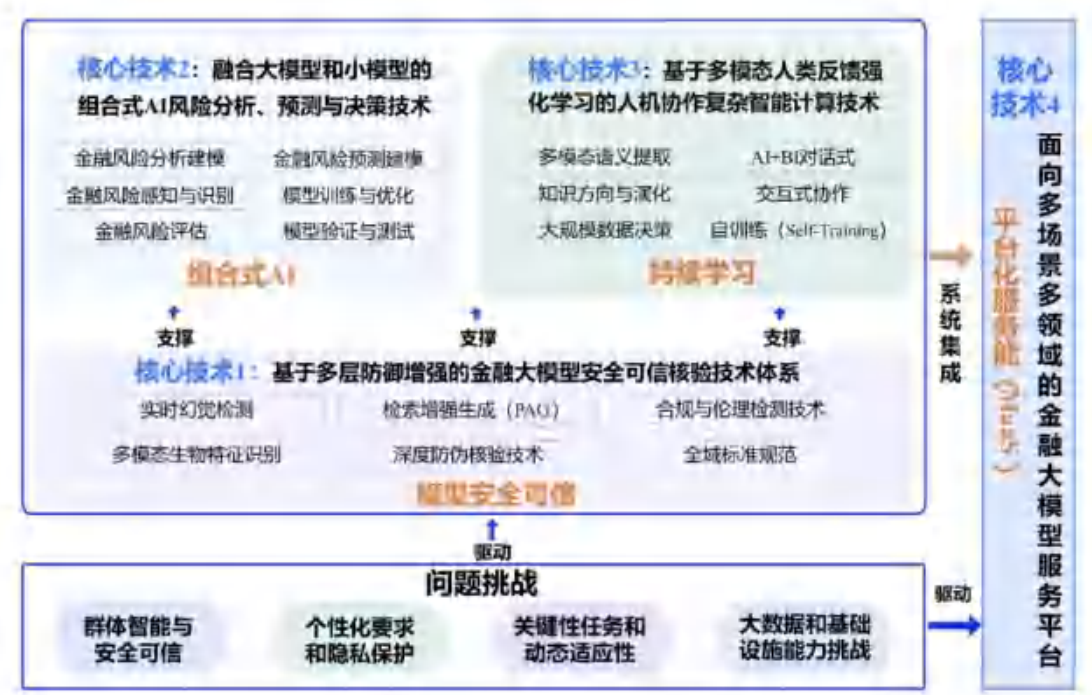 核心技术2：融合大模型和小模型的
组合式AI风险分析、预测与决策技术
金融风险分析建模
金融风险预测建模
金融风险感知与识别
模型训练与优化
金融风险评估
模型验证与测试
组合式AI
核心技术3：基于多模态人类反馈强
化学习的人机协作复杂智能计算技术
多模态语义提取
AI+BI对话式
知识方向与演化
交互式协作
大规模数据决策
自训练（Self-Training）
持续学习
支撑
支撑
支撑
核心技术1：基于多层防御增强的金融大模型安全可信核验技术体系
实时幻觉检测
检索增强生成（PAG）
合规与伦理检测技术
多模态生物特征识别
深度防伪核验技术
全域标准规范
模型安全可信
驱动
问题挑战
群体智能与
安全可信
个性化要求
和隐私保护
关键性任务和
动态适应性
大数据和基础
设施能力挑战
系统集成
驱动
核心
技术4
面向多场景多领域的金融大模型服务平台
平台化服务能